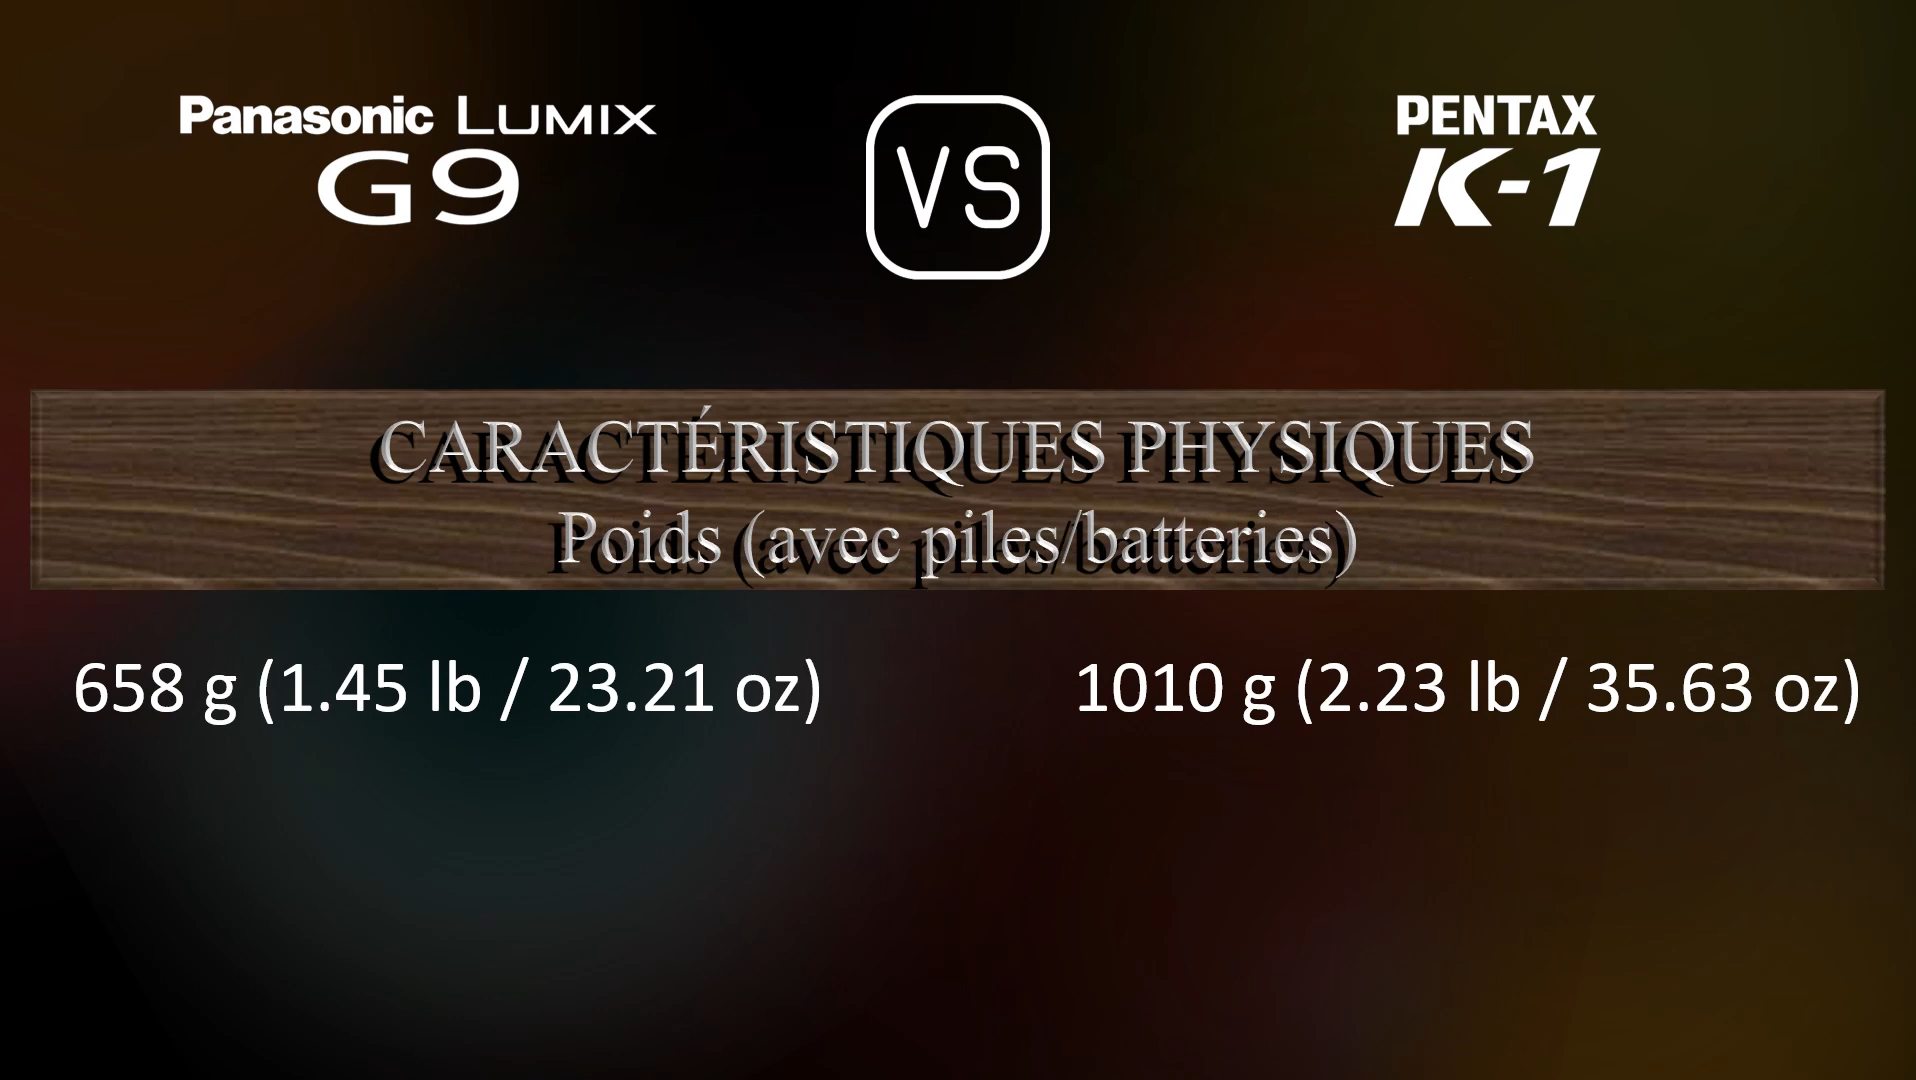 Panasonic LUMIX
G9
VS
PENTAX
K-1
CARACTÉRISTIQUES PHYSIQUES
Poids (avec piles/batteries)
658 g (1.45 lb / 23.21 oz)
1010 g (2.23 lb / 35.63 oz)